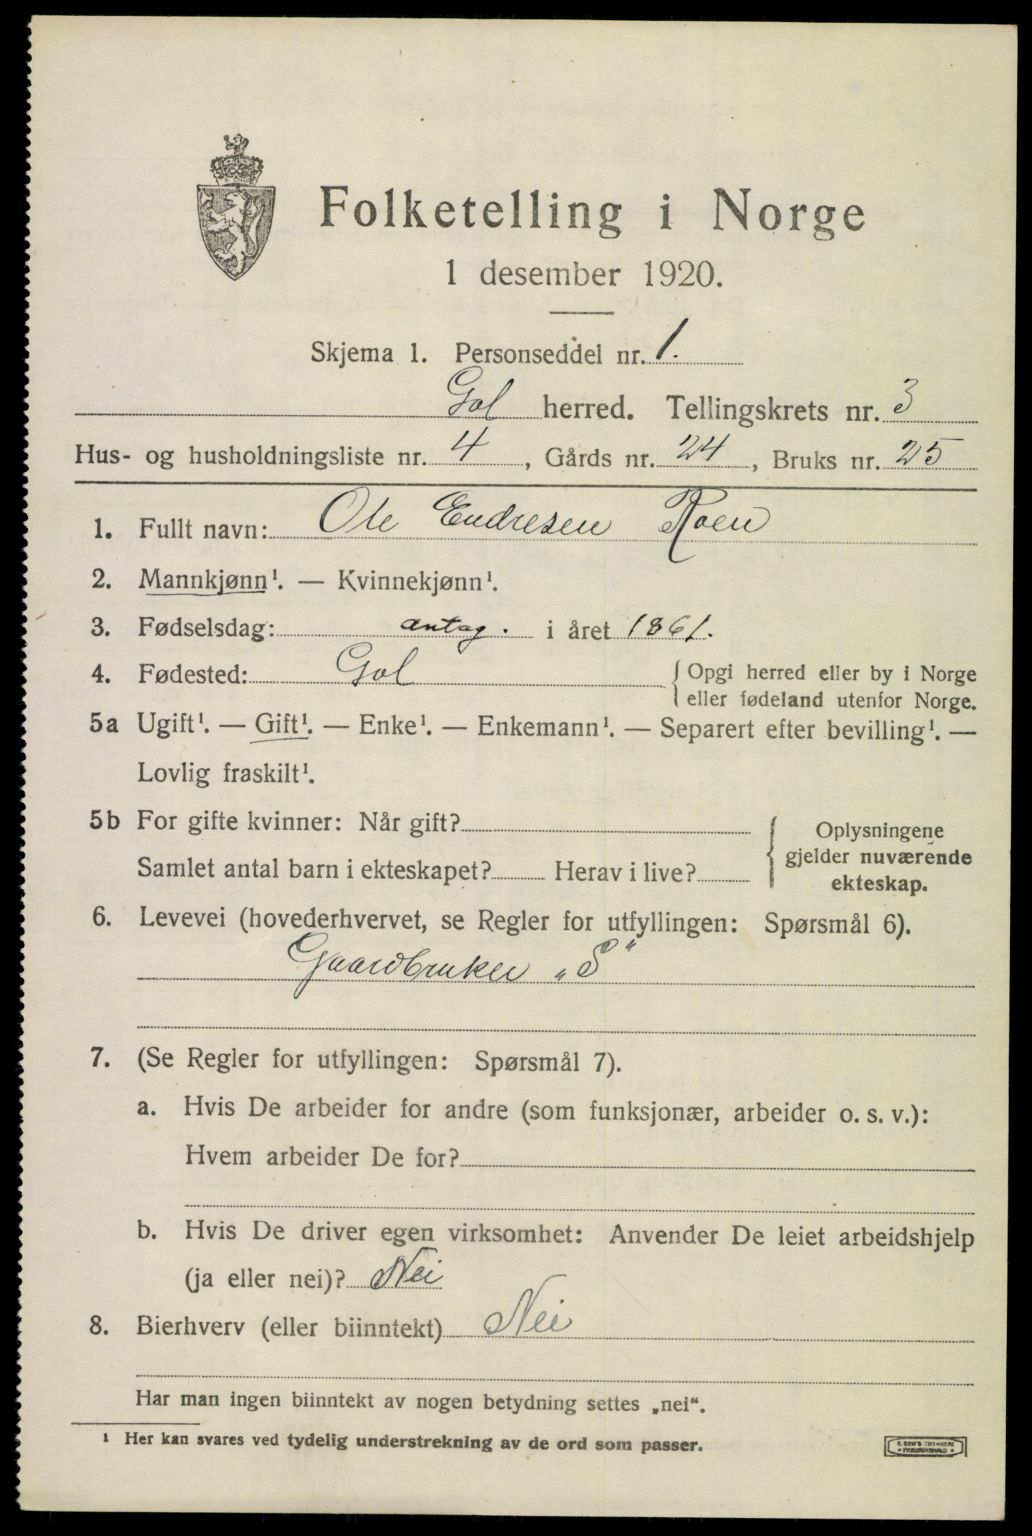 Folketelling i Norge
1 desember 1920.
Skjema 1. Personseddel nr. 1.
Gol herred. Tellingskrets nr. 3
Hus- og husholdningsliste nr. 4, Gårds nr. 24, Bruks nr. 25
1. Fullt navn: Ole Endresen Roen
2. Mannkjønn¹. — Kvinnekjønn¹.
3. Fødselsdag: antag. i året 1861.
4. Fødested: Gol { Opgi herred eller by i Norge
eller fødeland utenfor Norge.
5a Ugift¹. — Gift¹. — Enke¹. — Enkemann¹. — Separert efter bevilling¹. —
Lovlig fraskilt¹.
5b For gifte kvinner: Når gift?
Samlet antal barn i ekteskapet? Herav i live?
{ Oplysningene
gjelder nuværende
ekteskap.
6. Levevei (hovederhvervet, se Regler for utfyllingen: Spørsmål 6).
Gaardbruker „S"
7. (Se Regler for utfyllingen: Spørsmål 7).
a. Hvis De arbeider for andre (som funksjonær, arbeider o. s. v.):
Hvem arbeider De for?
b. Hvis De driver egen virksomhet: Anvender De leiet arbeidshjelp
(ja eller nei)? Nei
8. Bierhverv (eller biinntekt) Nei
Har man ingen biinntekt av nogen betydning settes „nei“.
¹ Her kan svares ved tydelig understrekning av de ord som passer.